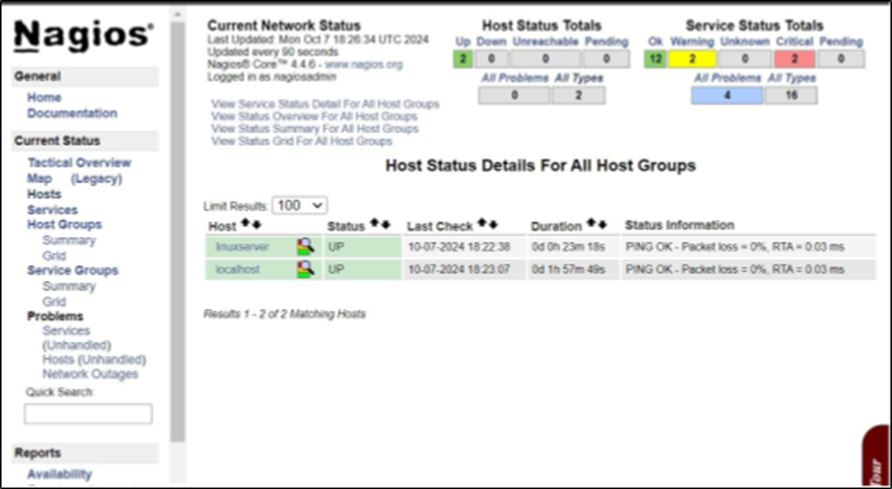 Nagios®
General
Home
Documentation
Current Status
Tactical Overview
Map (Legacy)
Hosts
Services
Host Groups
Summary
Grid
Service Groups
Summary
Grid
Problems
Services
(Unhandled)
Hosts (Unhandled)
Network Outages
Quick Search:
Reports
Availability
Current Network Status
Last Updated: Mon Oct 7 18:26:34 UTC 2024
Updated every 90 seconds
Nagios® Core™ 4.4.6 - www.nagios.org
Logged in as nagiosadmin
View Service Status Detail For All Host Groups
View Status Overview For All Host Groups
View Status Summary For All Host Groups
View Status Grid For All Host Groups
Host Status Totals
Up Down Unreachable Pending
2 0 0 0
All Problems All Types
0 2
Service Status Totals
Ok Warning Unknown Critical Pending
12 2 0 2 0
All Problems All Types
4 16
Host Status Details For All Host Groups
Limit Results: 100
Host Status Last Check Duration Status Information
linuxserver UP 10-07-2024 18:22:38 0d 0h 23m 18s PING OK - Packet loss = 0%, RTA = 0.03 ms
localhost UP 10-07-2024 18:23:07 0d 1h 57m 49s PING OK - Packet loss = 0%, RTA = 0.03 ms
Results 1 - 2 of 2 Matching Hosts
Tour